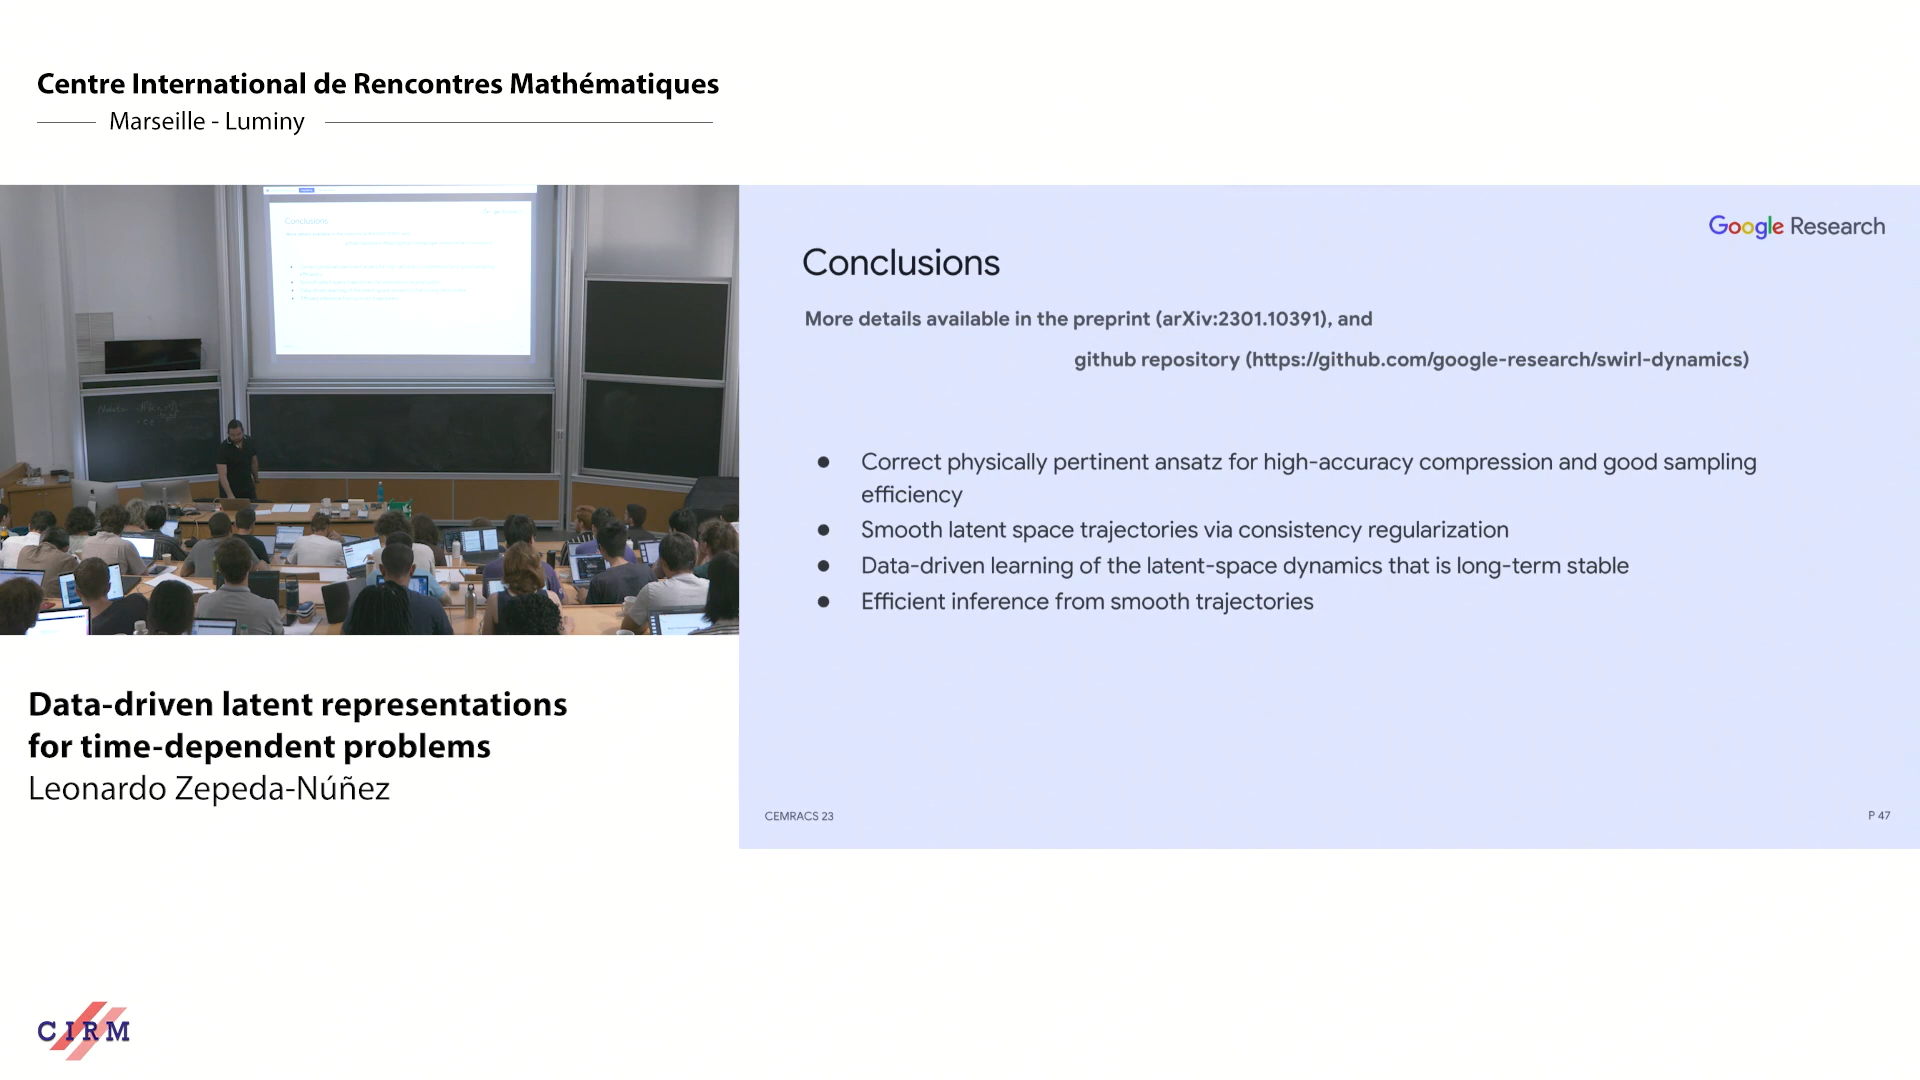 Centre International de Rencontres Mathématiques
Marseille - Luminy
Google Research
Conclusions
More details available in the preprint (arXiv:2301.10391), and
github repository (https://github.com/google-research/swirl-dynamics)
● Correct physically pertinent ansatz for high-accuracy compression and good sampling
efficiency
● Smooth latent space trajectories via consistency regularization
● Data-driven learning of the latent-space dynamics that is long-term stable
● Efficient inference from smooth trajectories
CEMRACS 23
P 47
Conclusions
Data-driven latent representations
for time-dependent problems
Leonardo Zepeda-Núñez
CIRM